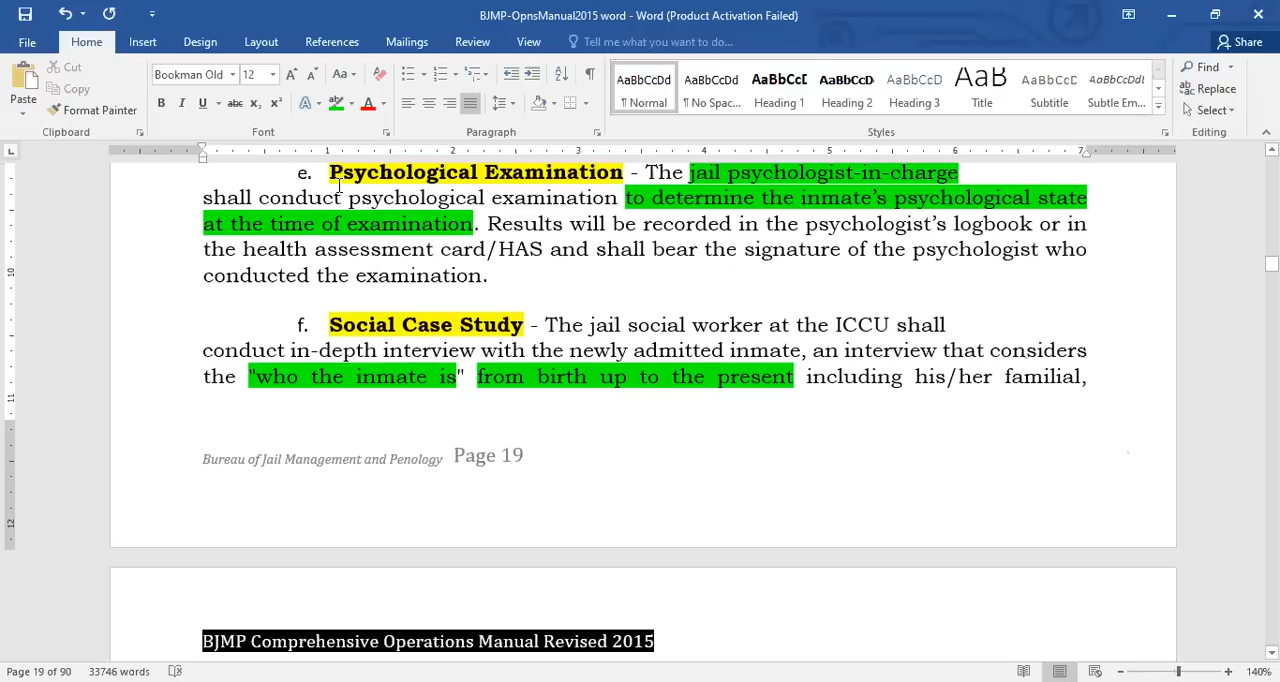 BJMP-OpnsManual2015 word - Word (Product Activation Failed)
File Home Insert Design Layout References Mailings Review View Tell me what you want to do... Share
Paste Cut Copy Format Painter
Bookman Old 12
AaBbCcDd AaBbCcDd AaBbCcI AaBbCcDd AaBbCcDd AaB AaBbCcD AaBbCcDdI
¶ Normal ¶ No Spac... Heading 1 Heading 2 Heading 3 Title Subtitle Subtle Em...
Find Replace Select
Clipboard Font Paragraph Styles Editing
e. Psychological Examination - The jail psychologist-in-charge
shall conduct psychological examination to determine the inmate's psychological state
at the time of examination. Results will be recorded in the psychologist's logbook or in
the health assessment card/HAS and shall bear the signature of the psychologist who
conducted the examination.
f. Social Case Study - The jail social worker at the ICCU shall
conduct in-depth interview with the newly admitted inmate, an interview that considers
the "who the inmate is" from birth up to the present including his/her familial,
Bureau of Jail Management and Penology Page 19
BJMP Comprehensive Operations Manual Revised 2015
Page 19 of 90 33746 words 140%